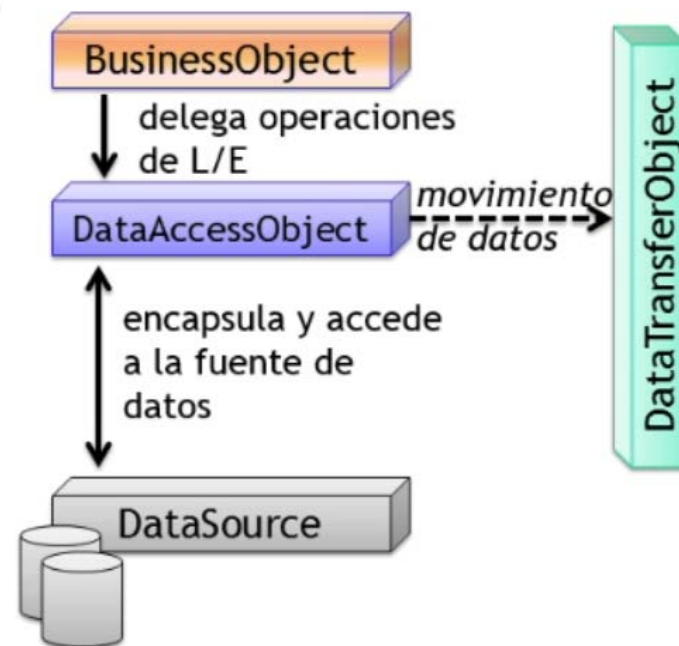 BusinessObject
delega operaciones
de L/E
DataAccessObject
movimiento
de datos
DataTransferObject
encapsula y accede
a la fuente de
datos
DataSource